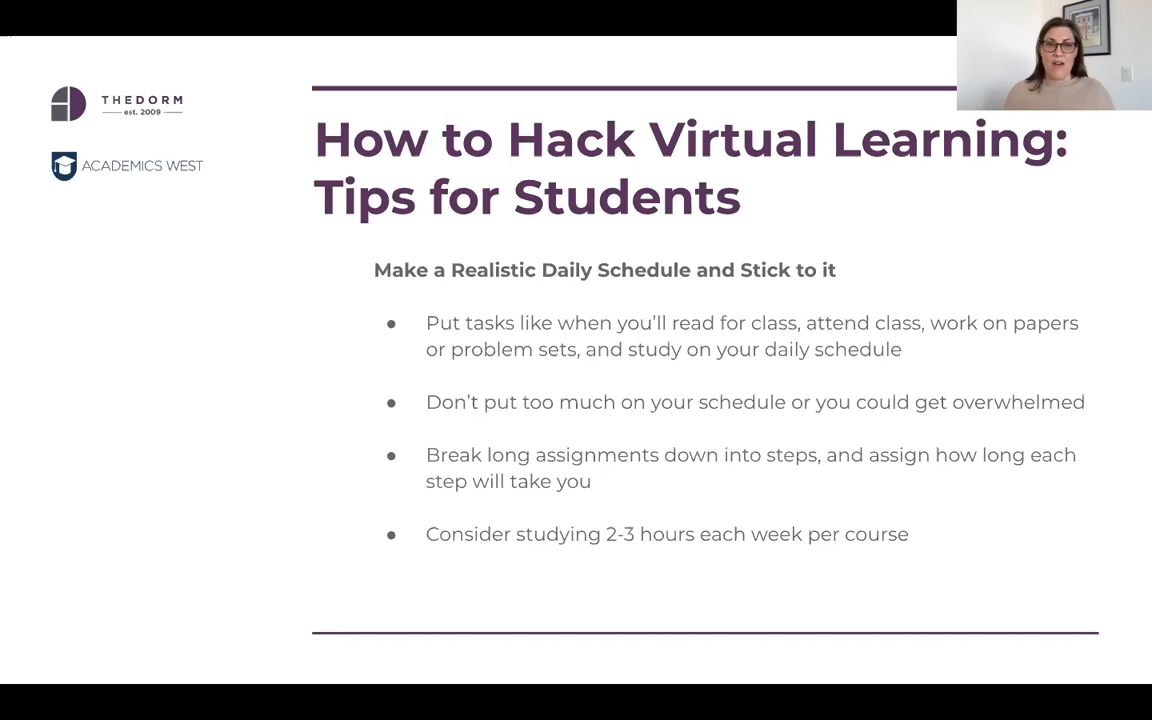 THEDORM
est. 2009
ACADEMICS WEST
How to Hack Virtual Learning:
Tips for Students
Make a Realistic Daily Schedule and Stick to it
● Put tasks like when you'll read for class, attend class, work on papers
or problem sets, and study on your daily schedule
● Don't put too much on your schedule or you could get overwhelmed
● Break long assignments down into steps, and assign how long each
step will take you
● Consider studying 2-3 hours each week per course